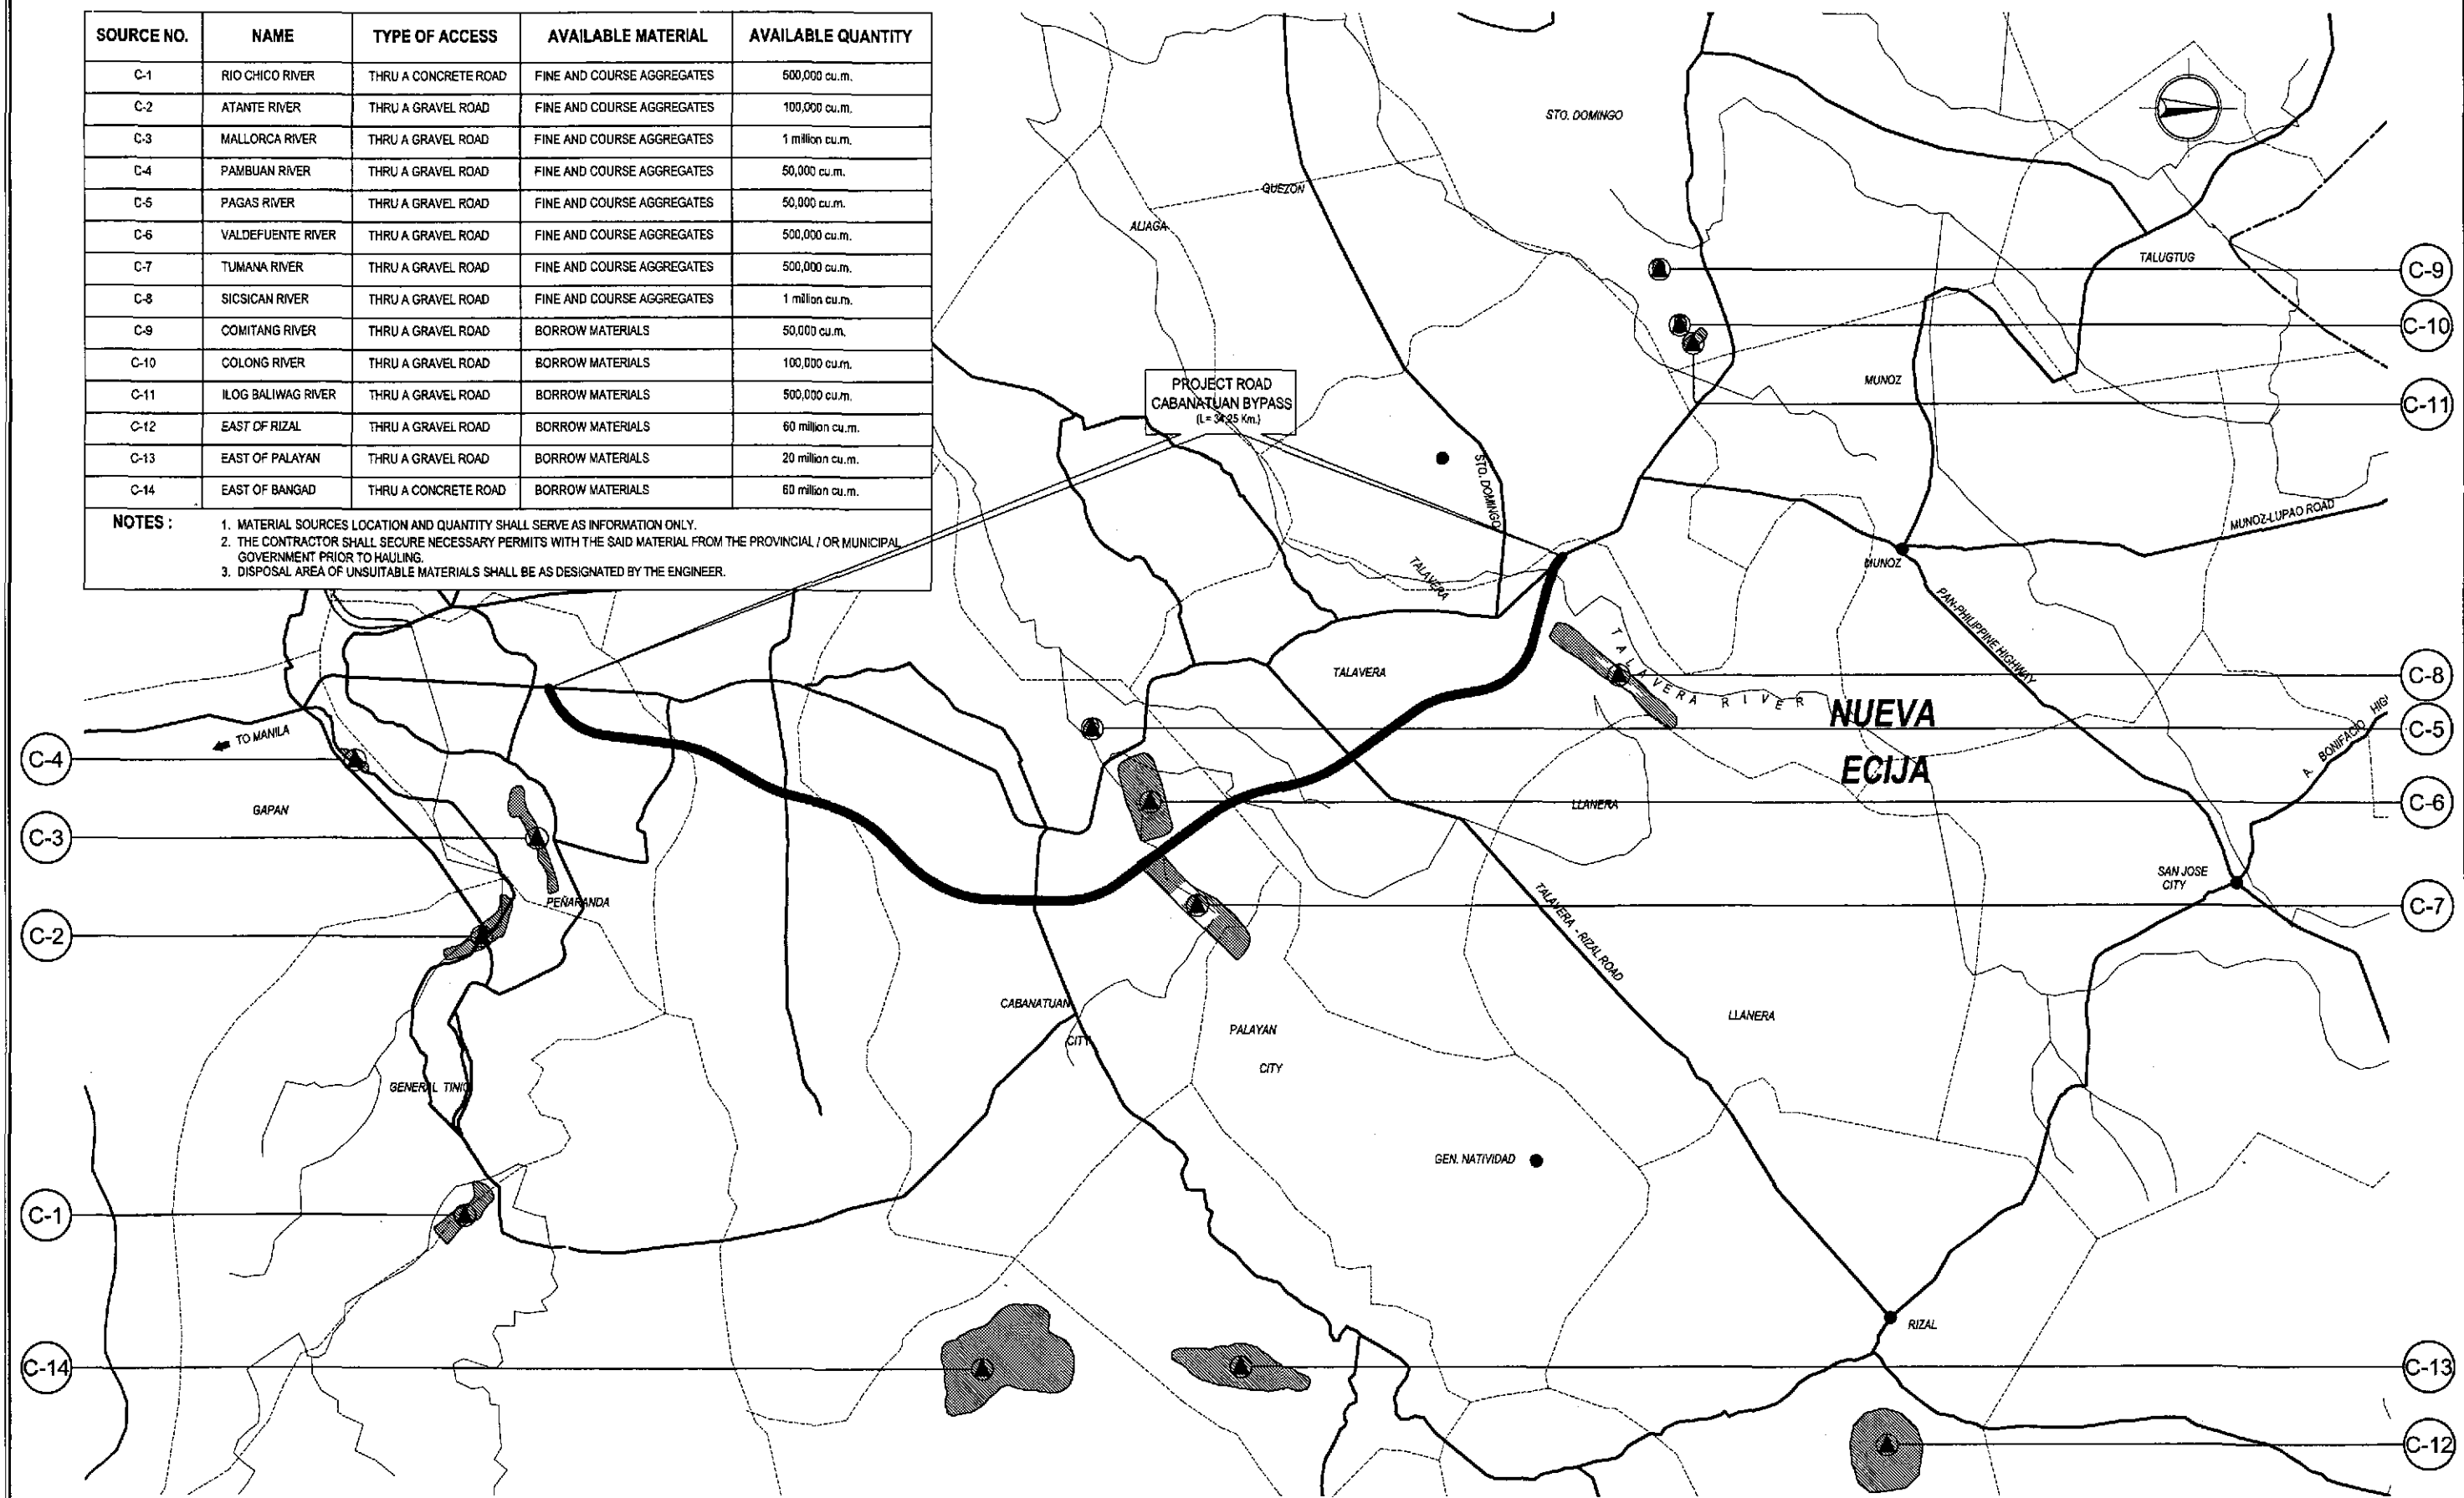 SOURCE NO. NAME TYPE OF ACCESS AVAILABLE MATERIAL AVAILABLE QUANTITY
C-1 RIO CHICO RIVER THRU A CONCRETE ROAD FINE AND COURSE AGGREGATES 500,000 cu.m.
C-2 ATANTE RIVER THRU A GRAVEL ROAD FINE AND COURSE AGGREGATES 100,000 cu.m.
C-3 MALLORCA RIVER THRU A GRAVEL ROAD FINE AND COURSE AGGREGATES 1 million cu.m.
C-4 PAMBUAN RIVER THRU A GRAVEL ROAD FINE AND COURSE AGGREGATES 50,000 cu.m.
C-5 PAGAS RIVER THRU A GRAVEL ROAD FINE AND COURSE AGGREGATES 50,000 cu.m.
C-6 VALDEFUENTE RIVER THRU A GRAVEL ROAD FINE AND COURSE AGGREGATES 500,000 cu.m.
C-7 TUMANA RIVER THRU A GRAVEL ROAD FINE AND COURSE AGGREGATES 500,000 cu.m.
C-8 SICSICAN RIVER THRU A GRAVEL ROAD FINE AND COURSE AGGREGATES 1 million cu.m.
C-9 COMITANG RIVER THRU A GRAVEL ROAD BORROW MATERIALS 50,000 cu.m.
C-10 COLONG RIVER THRU A GRAVEL ROAD BORROW MATERIALS 100,000 cu.m.
C-11 ILOG BALIWAG RIVER THRU A GRAVEL ROAD BORROW MATERIALS 500,000 cu.m.
C-12 EAST OF RIZAL THRU A GRAVEL ROAD BORROW MATERIALS 60 million cu.m.
C-13 EAST OF PALAYAN THRU A GRAVEL ROAD BORROW MATERIALS 20 million cu.m.
C-14 EAST OF BANGAD THRU A CONCRETE ROAD BORROW MATERIALS 60 million cu.m.
NOTES :
1. MATERIAL SOURCES LOCATION AND QUANTITY SHALL SERVE AS INFORMATION ONLY.
2. THE CONTRACTOR SHALL SECURE NECESSARY PERMITS WITH THE SAID MATERIAL FROM THE PROVINCIAL / OR MUNICIPAL
GOVERNMENT PRIOR TO HAULING.
3. DISPOSAL AREA OF UNSUITABLE MATERIALS SHALL BE AS DESIGNATED BY THE ENGINEER.
STO. DOMINGO
QUEZON
ALIAGA
TALUGTUG
C-9
C-10
MUNOZ
C-11
PROJECT ROAD
CABANATUAN BYPASS
(L= 34.25 Km.)
STO. DOMINGO
MUNOZ-LUPAO ROAD
TALAVERA
MUNOZ
PAN-PHILIPPINE HIGHWAY
TALAVERA
TALAVERA RIVER
C-8
NUEVA
ECIJA
C-5
A. BONIFACIO
TO MANILA
C-4
GAPAN
LLANERA
C-6
C-3
SAN JOSE
CITY
PEÑARANDA
C-7
C-2
TALAVERA - RIZAL ROAD
CABANATUAN
CITY
PALAYAN
CITY
LLANERA
GENERAL TINIO
GEN. NATIVIDAD
C-1
RIZAL
C-14
C-13
C-12